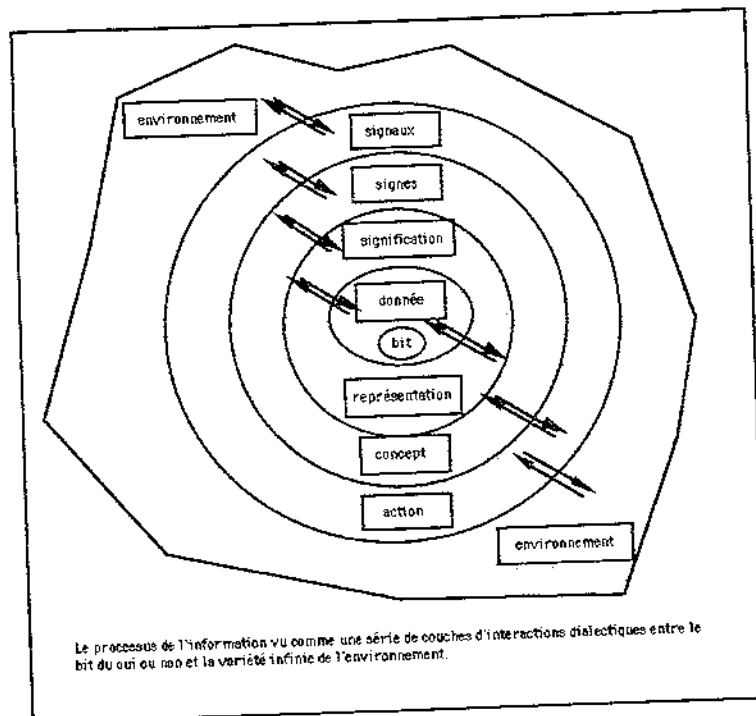 environnement
signaux
signes
signification
donnée
bit
représentation
concept
action
environnement
Le processus de l'information vu comme une série de couches d'interactions dialectiques entre le
bit du oui ou non et la variété infinie de l'environnement.